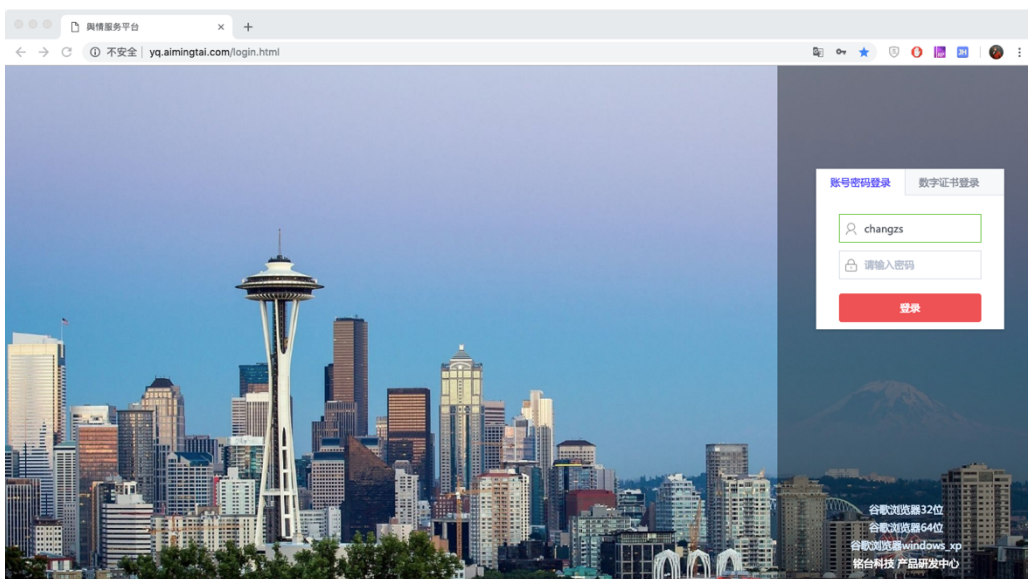 舆情服务平台
不安全 yq.aimingtai.com/login.html
账号密码登录 数字证书登录
changzs
请输入密码
登录
谷歌浏览器32位
谷歌浏览器64位
谷歌浏览器windows_xp
铭台科技 产品研发中心